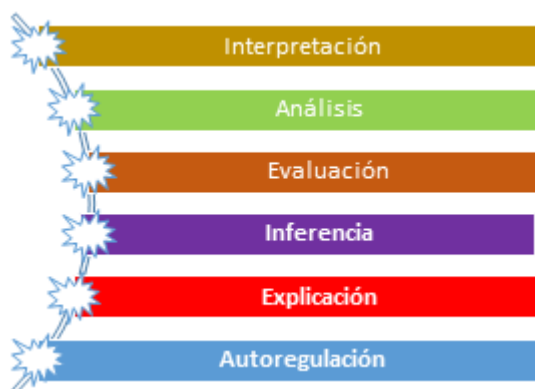 Interpretación
Análisis
Evaluación
Inferencia
Explicación
Autoregulación